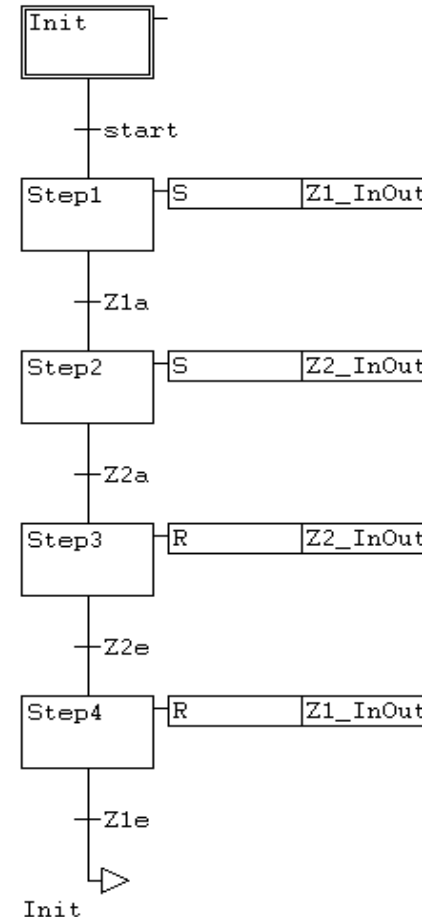 Init
start
Step1 S Z1_InOut
Z1a
Step2 S Z2_InOut
Z2a
Step3 R Z2_InOut
Z2e
Step4 R Z1_InOut
Z1e
Init